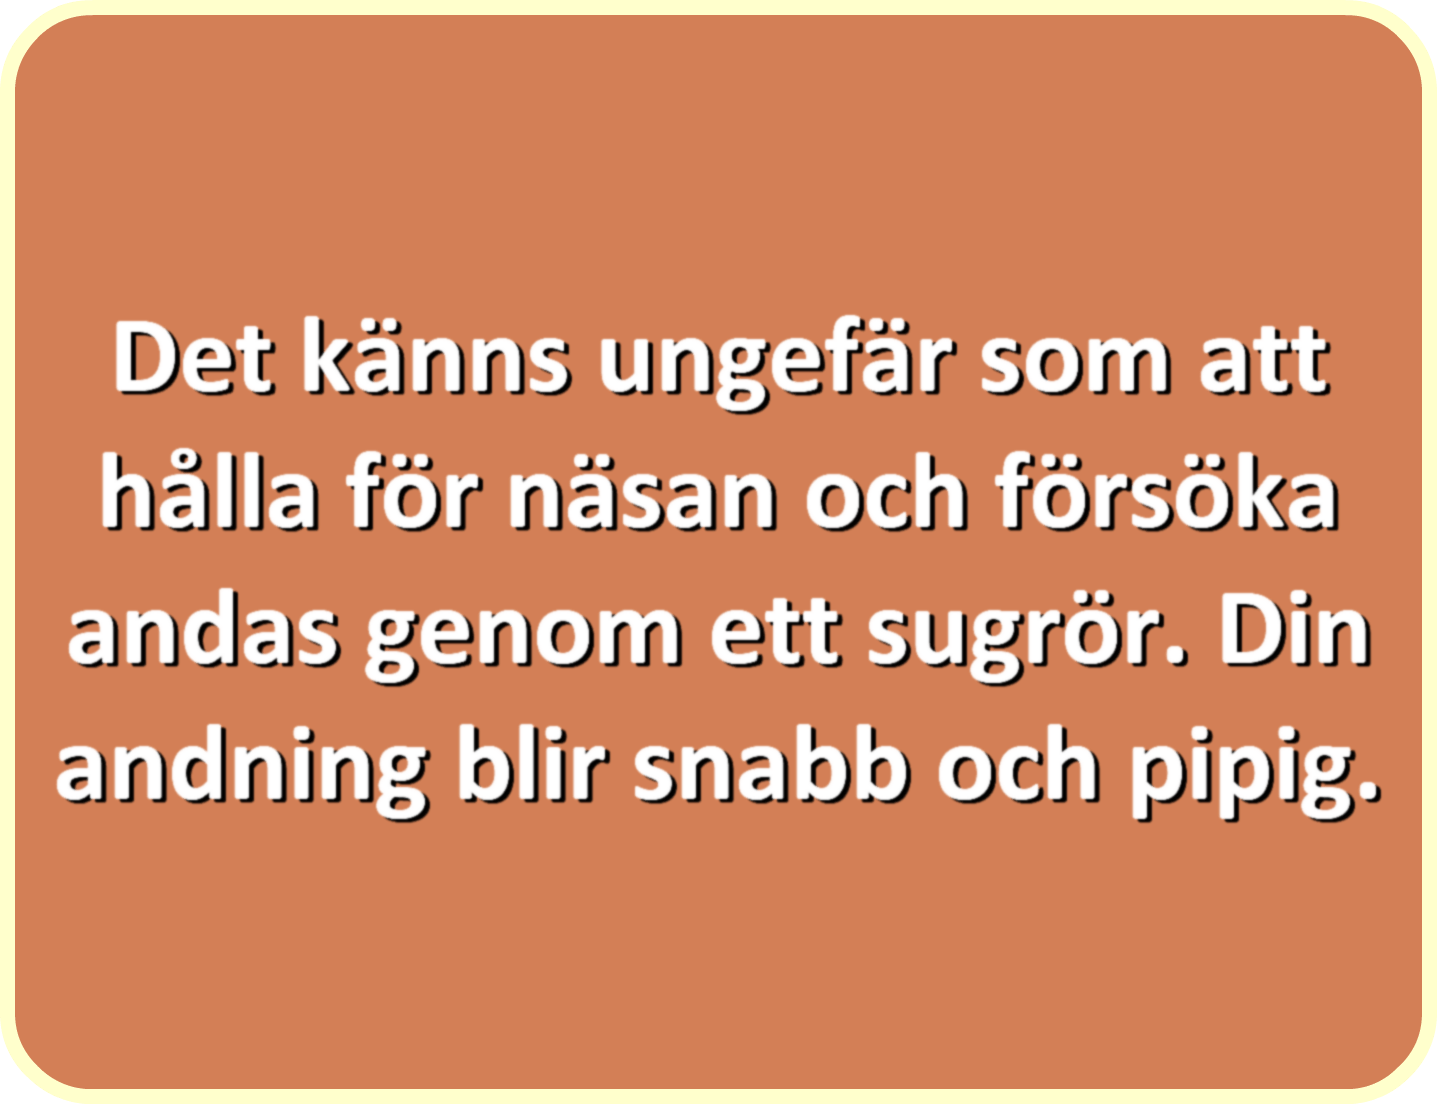 Det känns ungefär som att
hålla för näsan och försöka
andas genom ett sugrör. Din
andning blir snabb och pipig.